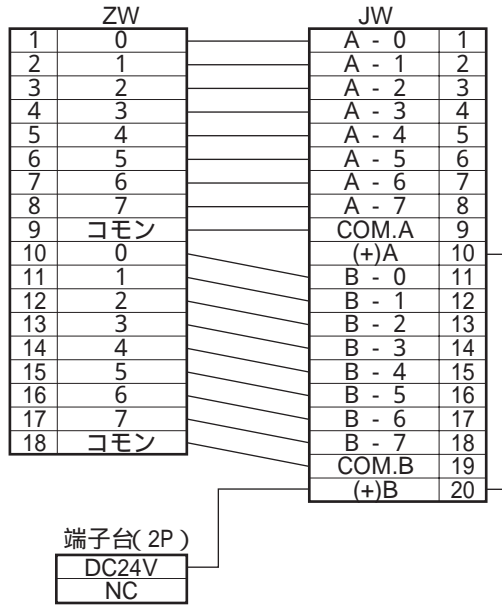 ZW
1 0
2 1
3 2
4 3
5 4
6 5
7 6
8 7
9 コモン
10 0
11 1
12 2
13 3
14 4
15 5
16 6
17 7
18 コモン
JW
A - 0 1
A - 1 2
A - 2 3
A - 3 4
A - 4 5
A - 5 6
A - 6 7
A - 7 8
COM.A 9
(+)A 10
B - 0 11
B - 1 12
B - 2 13
B - 3 14
B - 4 15
B - 5 16
B - 6 17
B - 7 18
COM.B 19
(+)B 20
端子台(2P)
DC24V
NC